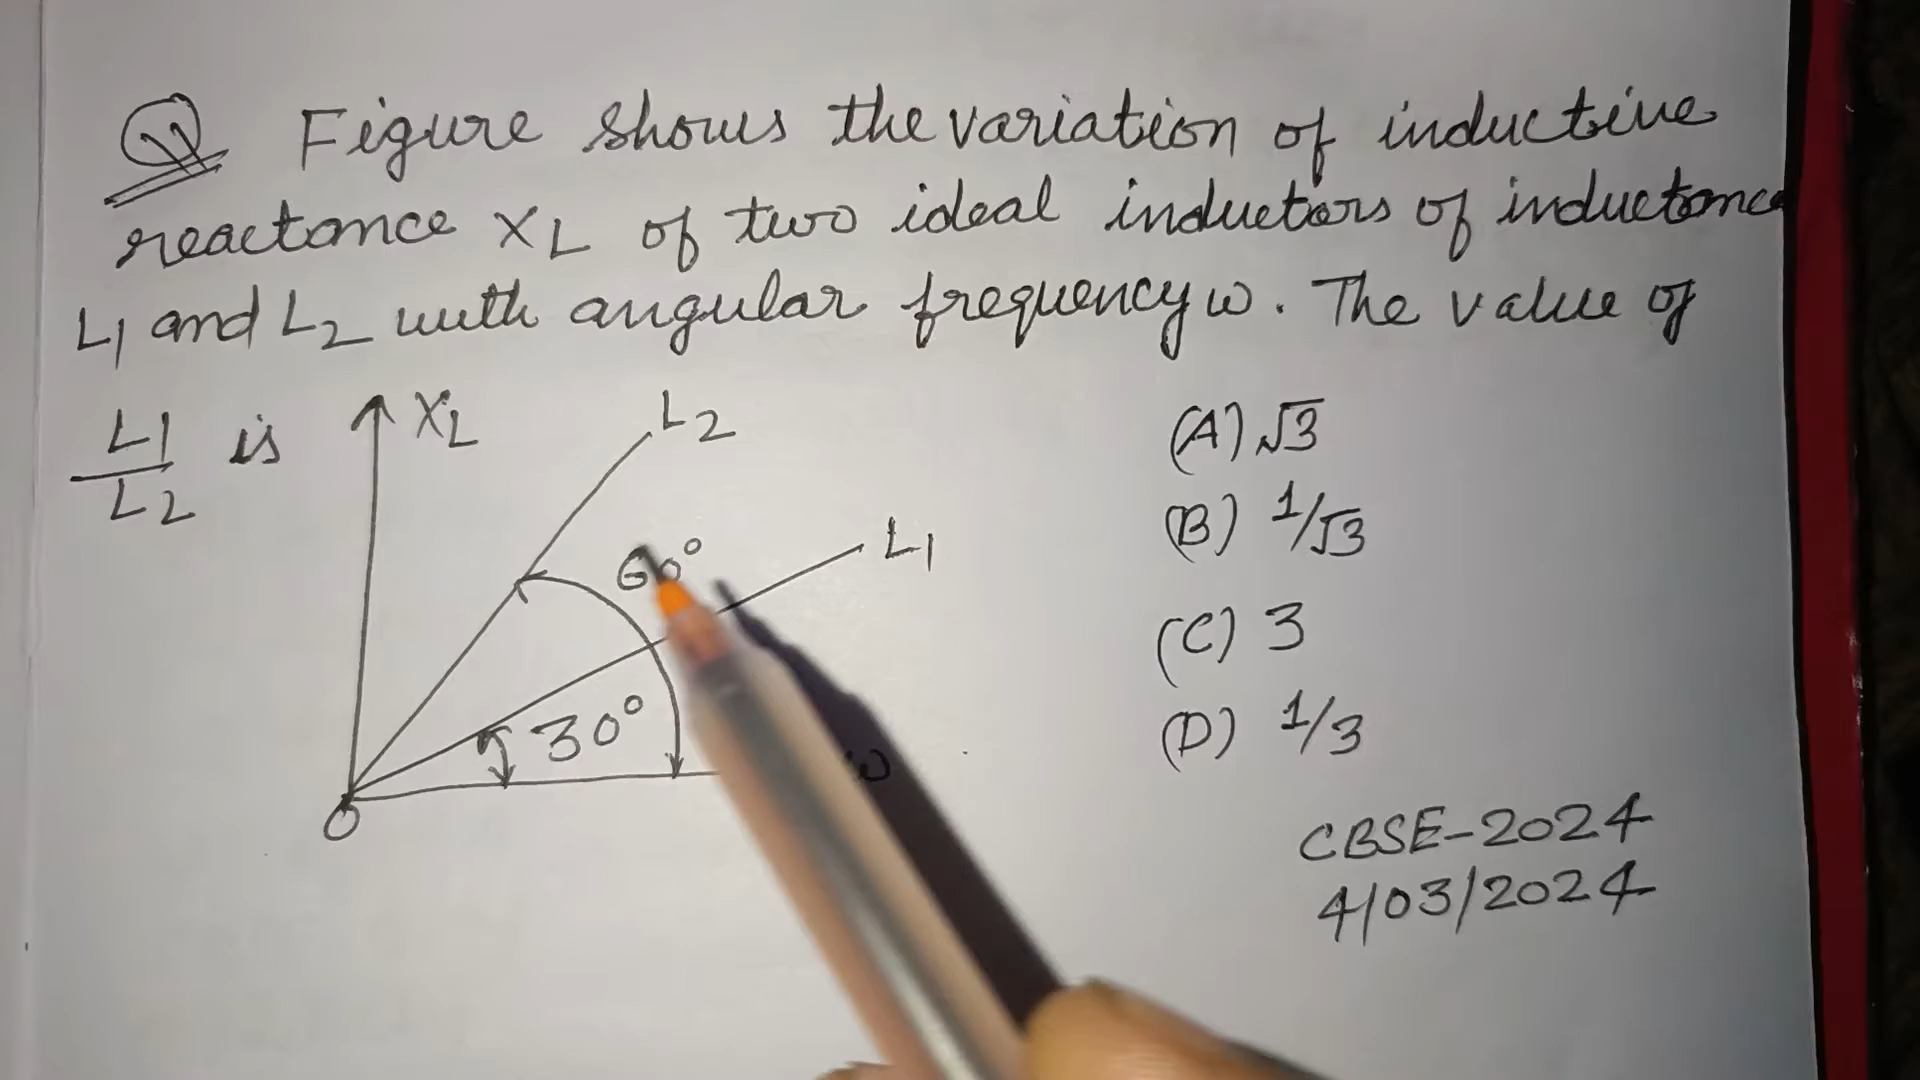 Q Figure shows the variation of inductive
reactance XL of two ideal inductors of inductance
L1 and L2 with angular frequency ω. The value of
L1/L2 is
XL
L2
60°
L1
30°
O
ω
(A) √3
(B) 1/√3
(C) 3
(D) 1/3
CBSE-2024
4/03/2024